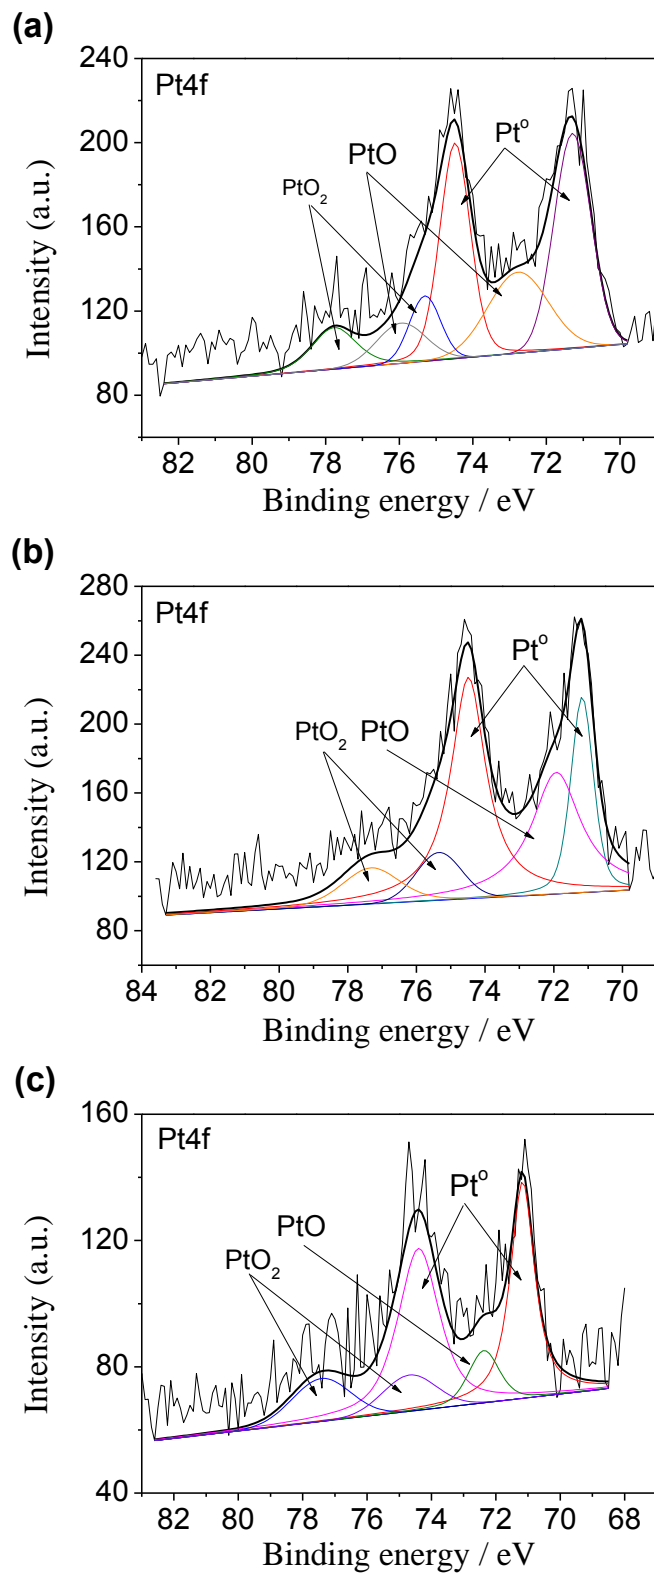 (a)
240
200
160
120
80
Pt4f
PtO₂
PtO
Ptº
Intensity (a.u.)
82 80 78 76 74 72 70
Binding energy / eV
(b)
280
240
200
160
120
80
Pt4f
PtO₂
PtO
Ptº
Intensity (a.u.)
84 82 80 78 76 74 72 70
Binding energy / eV
(c)
160
120
80
40
Pt4f
PtO₂
PtO
Ptº
Intensity (a.u.)
82 80 78 76 74 72 70 68
Binding energy / eV